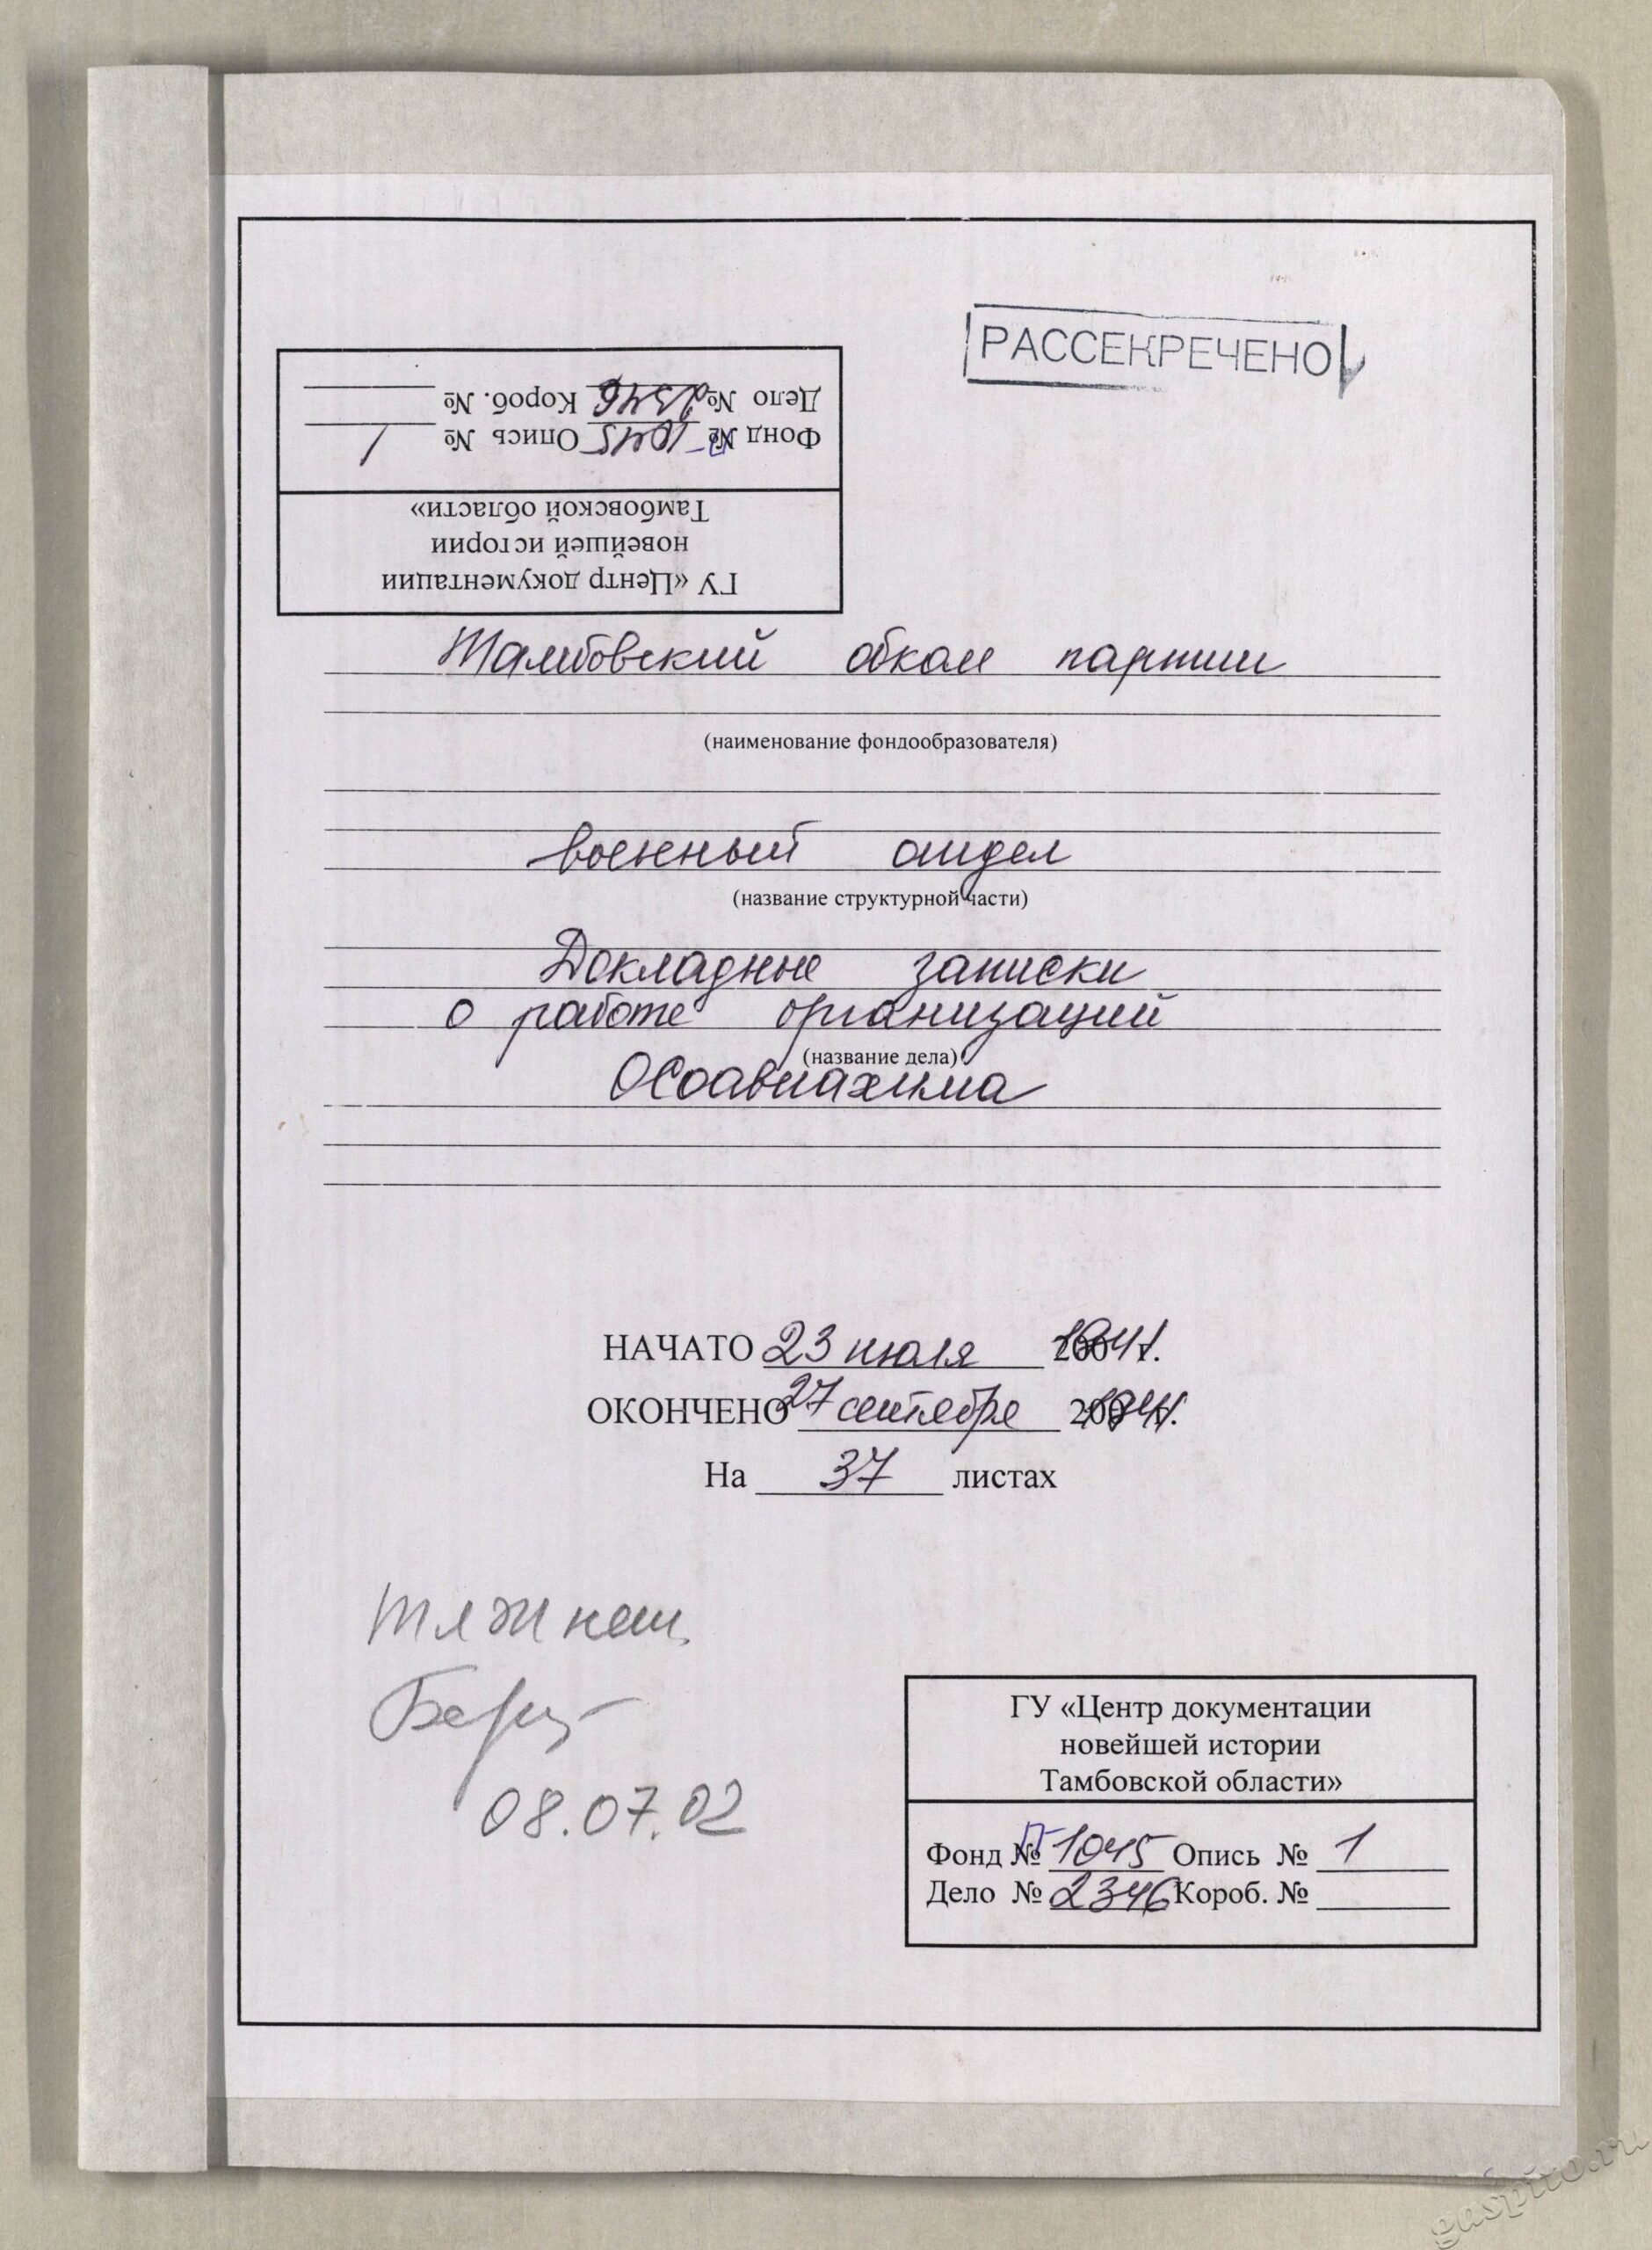 РАССЕКРЕЧЕНО
ГУ «Центр документации
новейшей истории
Тамбовской области»
Фонд № П-1045 Опись № 1
Дело № 2346 Короб. №
Тамбовский обком партии
(наименование фондообразователя)
военный отдел
(название структурной части)
Докладные записки
о работе организаций
(название дела)
Осоавиахима
НАЧАТО 23 июля 1941.
ОКОНЧЕНО 27 сентября 1941.
На 37 листах
08.07.02
ГУ «Центр документации
новейшей истории
Тамбовской области»
Фонд № П-1045 Опись № 1
Дело № 2346 Короб. №
gaspito.ru